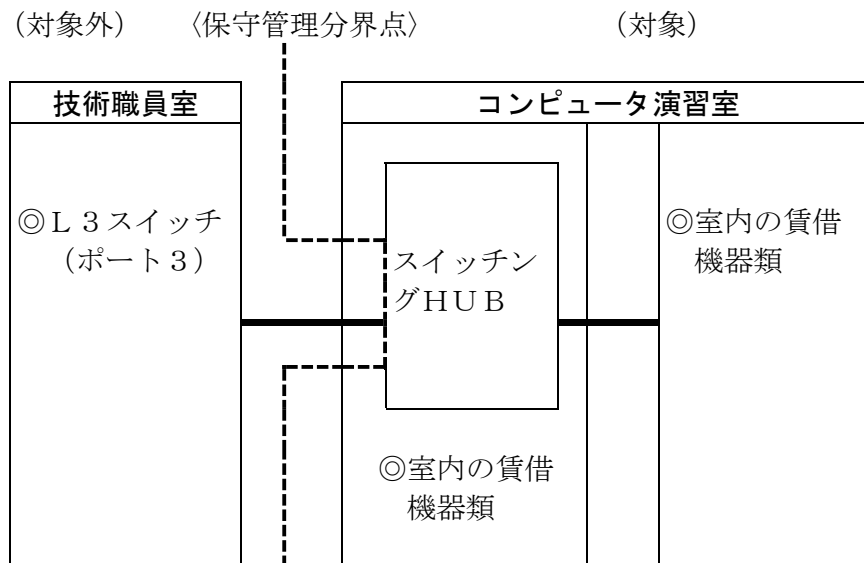 (対象外)　〈保守管理分界点〉　(対象)
技術職員室
コンピュータ演習室
◎L3スイッチ
(ポート3)
スイッチン
グHUB
◎室内の賃借
機器類
◎室内の賃借
機器類